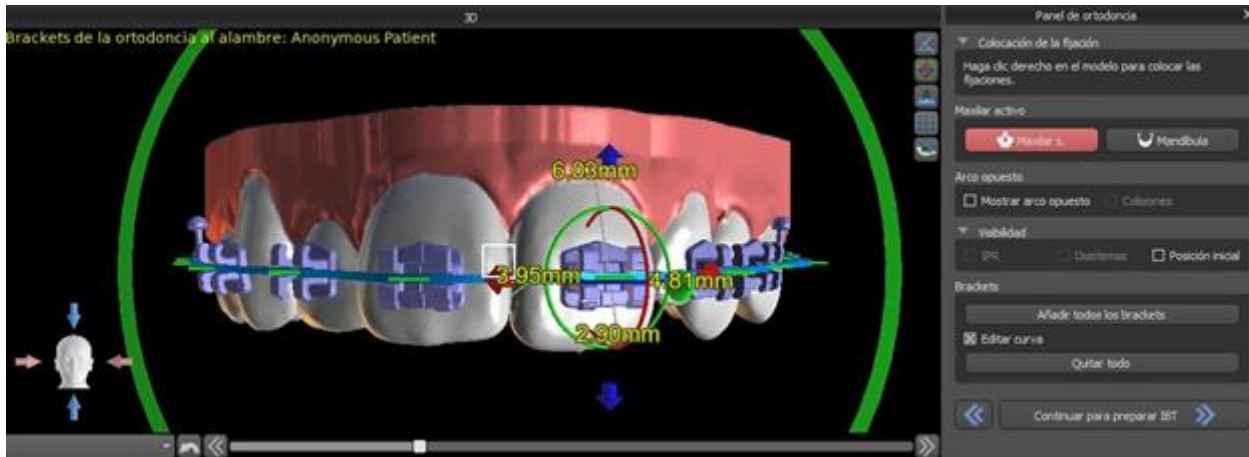 3D
Brackets de la ortodoncia al alambre: Anonymous Patient
6.03mm
3.95mm
4.81mm
2.90mm
Panel de ortodoncia
Colocación de la fijación
Haga clic derecho en el modelo para colocar las
fijaciones.
Maxilar activo
Maxilar s.
Mandíbula
Arco opuesto
Mostrar arco opuesto
Colisiones
Visibilidad
IPR
Diastemas
Posición inicial
Brackets
Añadir todos los brackets
Editar curva
Quitar todo
Continuar para preparar IBT